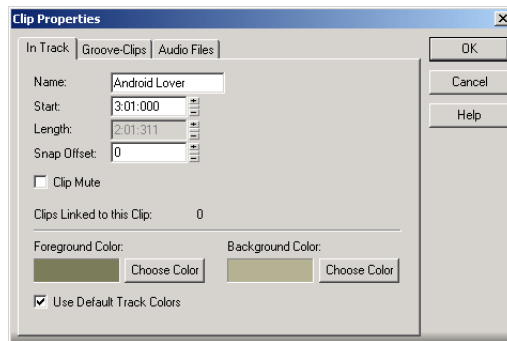 Clip Properties
In Track Groove-Clips Audio Files
OK
Cancel
Help
Name: Android Lover
Start: 3:01:000
Length: 2:01:311
Snap Offset: 0
Clip Mute
Clips Linked to this Clip: 0
Foreground Color: Background Color:
Choose Color Choose Color
Use Default Track Colors